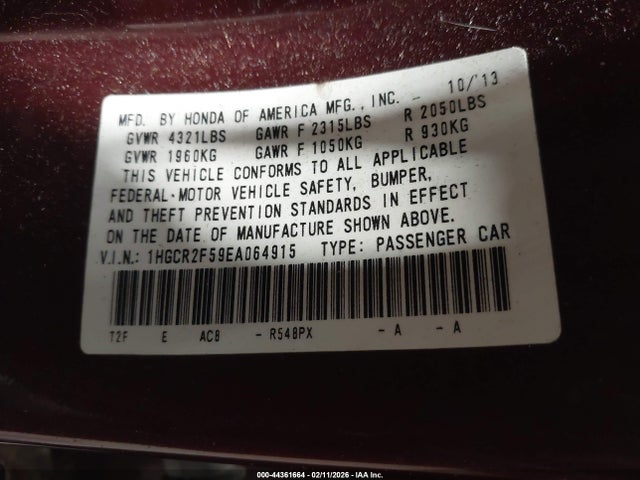 MFD. BY HONDA OF AMERICA MFG., INC. - 10/'13
GVWR 4321LBS GAWR F 2315LBS R 2050LBS
GVWR 1960KG GAWR F 1050KG R 930KG
THIS VEHICLE CONFORMS TO ALL APPLICABLE
FEDERAL-MOTOR VEHICLE SAFETY, BUMPER,
AND THEFT PREVENTION STANDARDS IN EFFECT
ON THE DATE OF MANUFACTURE SHOWN ABOVE.
V.I.N.: 1HGCR2F59EA064915 TYPE: PASSENGER CAR
T2F E AC8 - R548PX - A - A
000-44361664 - 02/11/2026 - IAA Inc.